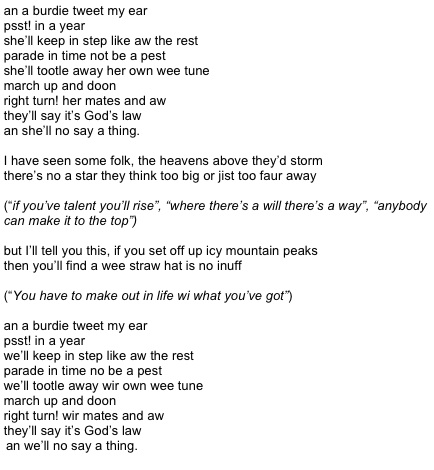 an a burdie tweet my ear
psst! in a year
she'll keep in step like aw the rest
parade in time not be a pest
she'll tootle away her own wee tune
march up and doon
right turn! her mates and aw
they'll say it's God's law
an she'll no say a thing.
I have seen some folk, the heavens above they'd storm
there's no a star they think too big or jist too faur away
("if you've talent you'll rise", "where there's a will there's a way", "anybody
can make it to the top")
but I'll tell you this, if you set off up icy mountain peaks
then you'll find a wee straw hat is no inuff
("You have to make out in life wi what you've got")
an a burdie tweet my ear
psst! in a year
we'll keep in step like aw the rest
parade in time no be a pest
we'll tootle away wir own wee tune
march up and doon
right turn! wir mates and aw
they'll say it's God's law
an we'll no say a thing.